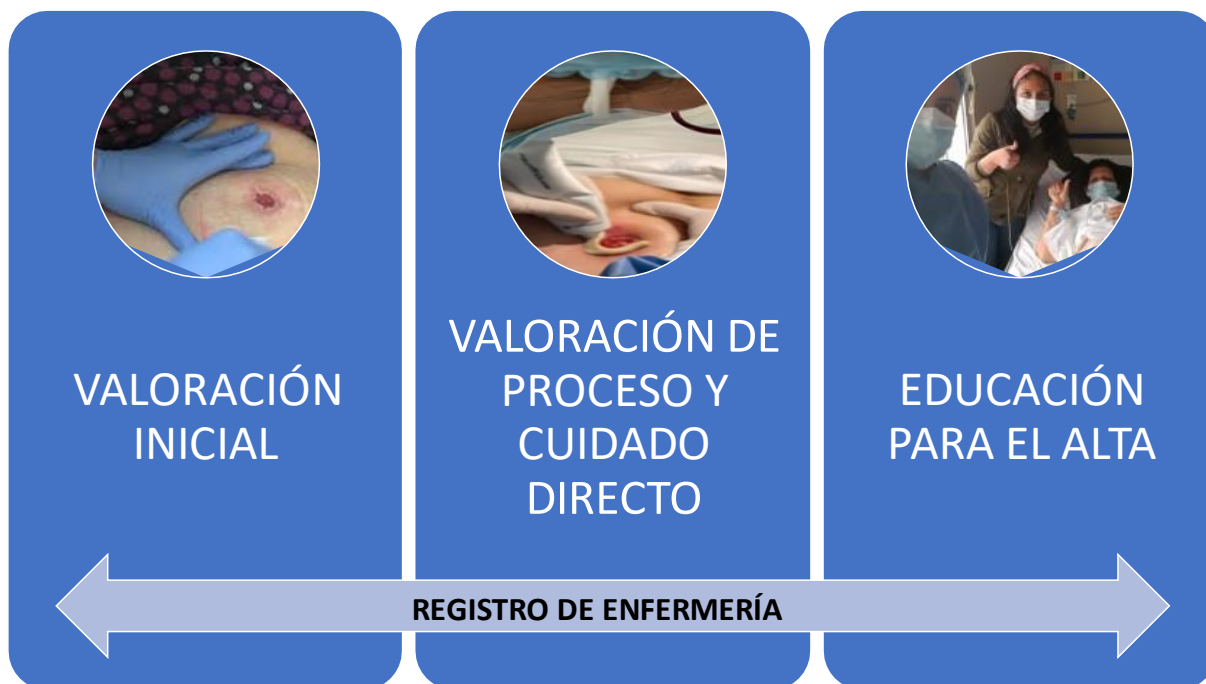 VALORACIÓN
INICIAL
VALORACIÓN DE
PROCESO Y
CUIDADO
DIRECTO
EDUCACIÓN
PARA EL ALTA
REGISTRO DE ENFERMERÍA